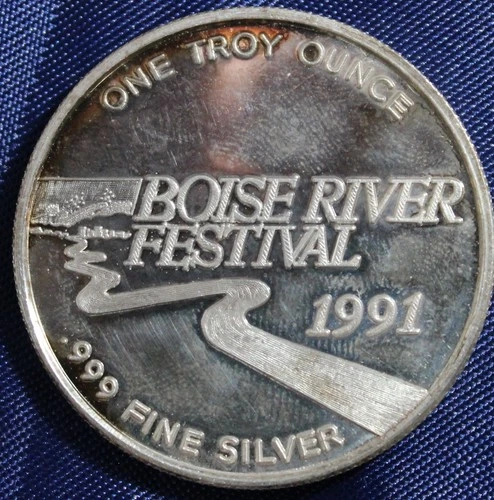 ONE TROY OUNCE
BOISE RIVER
FESTIVAL
1991
.999 FINE SILVER